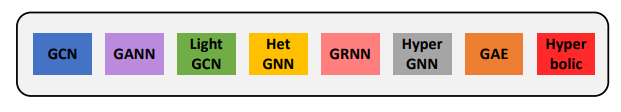 GCN
GANN
Light
GCN
Het
GNN
GRNN
Hyper
GNN
GAE
Hyper
bolic